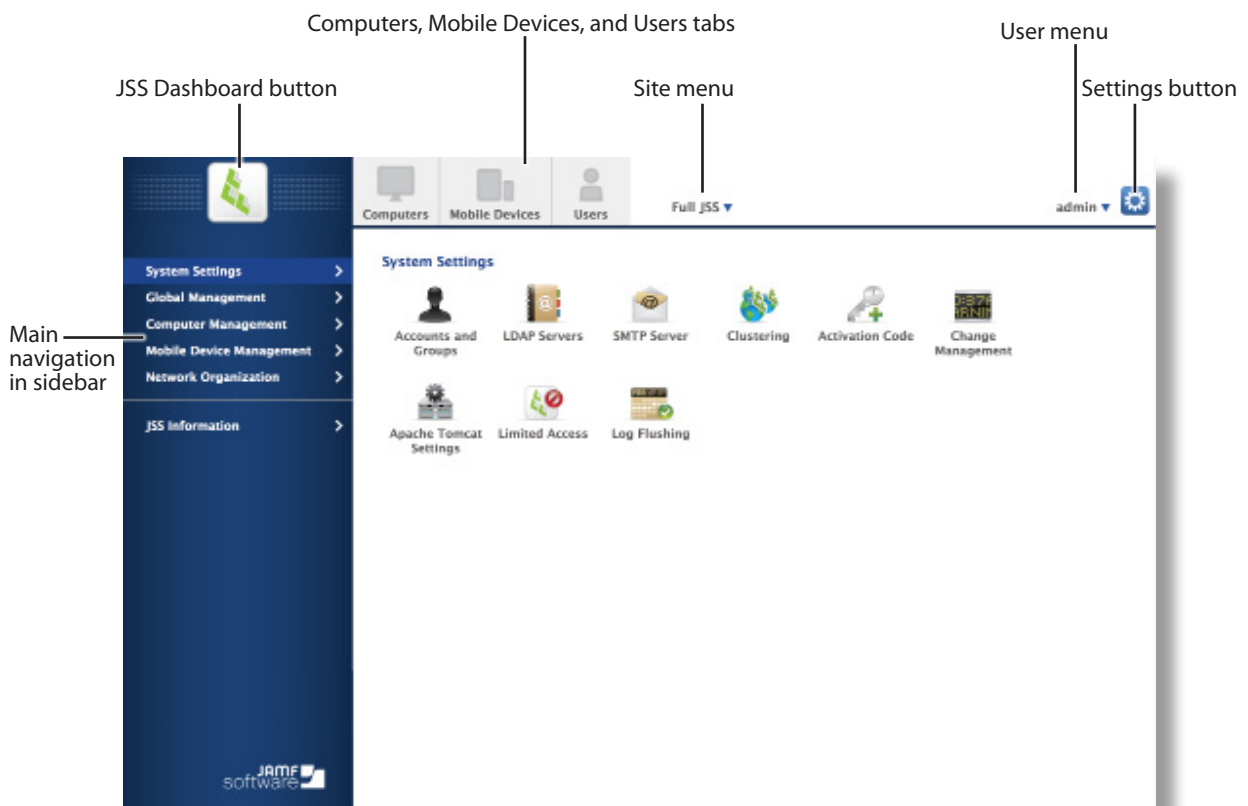 Computers, Mobile Devices, and Users tabs
User menu
JSS Dashboard button
Site menu
Settings button
Computers
Mobile Devices
Users
Full JSS
admin
System Settings
Global Management
Computer Management
Mobile Device Management
Network Organization
JSS Information
Main
navigation
in sidebar
System Settings
Accounts and
Groups
LDAP Servers
SMTP Server
Clustering
Activation Code
Change
Management
Apache Tomcat
Settings
Limited Access
Log Flushing
JAMF
software